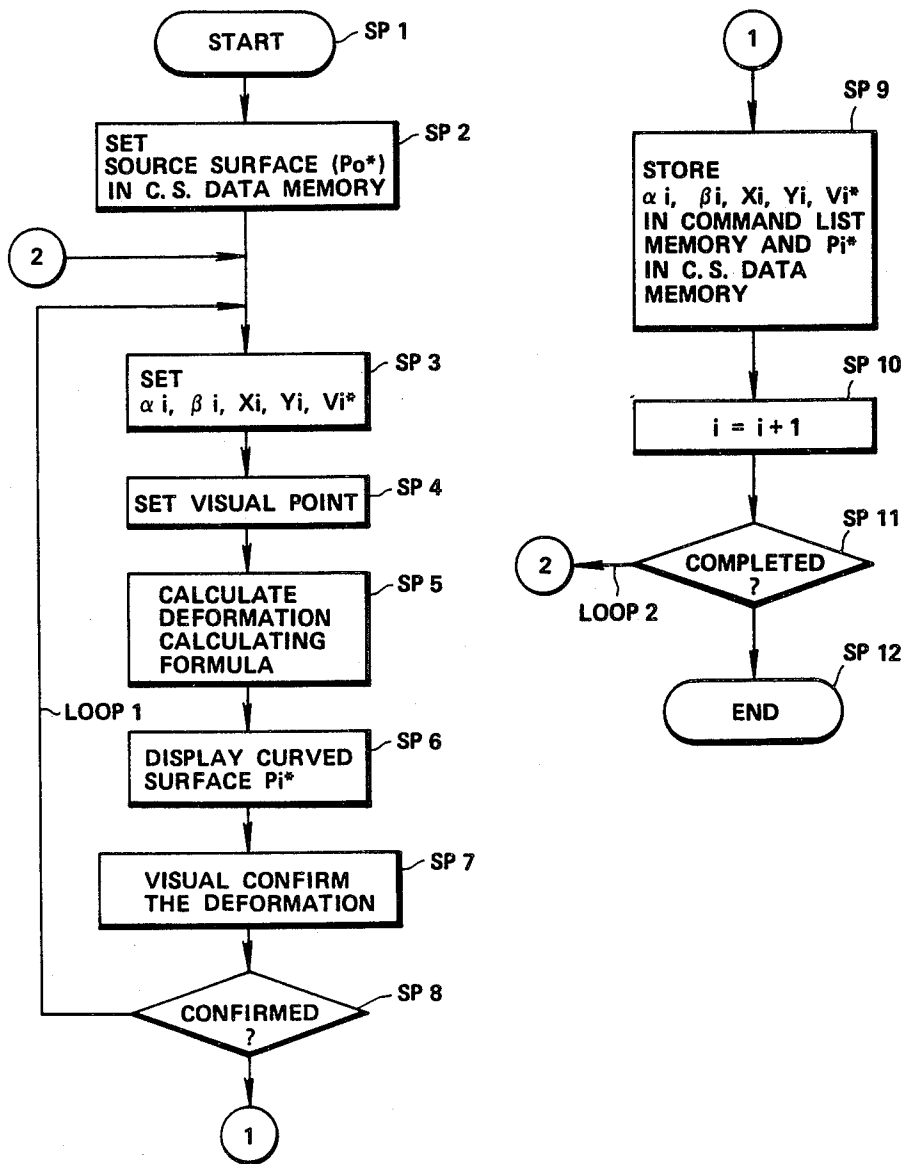 START
SP 1
SET
SOURCE SURFACE (Po*)
IN C. S. DATA MEMORY
SP 2
2
SET
α i, β i, Xi, Yi, Vi*
SP 3
SET VISUAL POINT
SP 4
CALCULATE
DEFORMATION
CALCULATING
FORMULA
SP 5
LOOP 1
DISPLAY CURVED
SURFACE Pi*
SP 6
VISUAL CONFIRM
THE DEFORMATION
SP 7
CONFIRMED
?
SP 8
1
1
SP 9
STORE
α i, β i, Xi, Yi, Vi*
IN COMMAND LIST
MEMORY AND Pi*
IN C. S. DATA
MEMORY
SP 10
i = i + 1
SP 11
COMPLETED
?
2
LOOP 2
SP 12
END